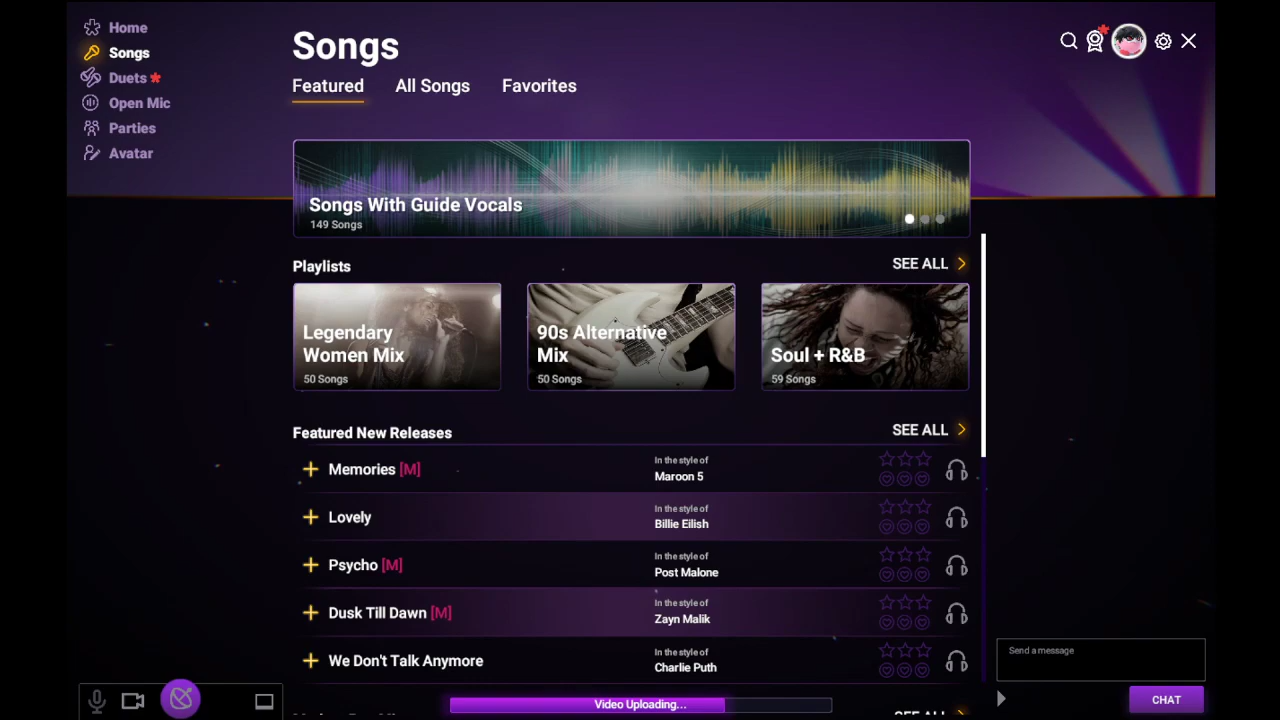 Home
Songs
Duets *
Open Mic
Parties
Avatar
Songs
Featured All Songs Favorites
Songs With Guide Vocals
149 Songs
Playlists SEE ALL
Legendary
Women Mix
50 Songs
90s Alternative
Mix
50 Songs
Soul + R&B
59 Songs
Featured New Releases SEE ALL
Memories [M] In the style of
Maroon 5
Lovely In the style of
Billie Eilish
Psycho [M] In the style of
Post Malone
Dusk Till Dawn [M] In the style of
Zayn Malik
We Don't Talk Anymore In the style of
Charlie Puth
Send a message
Video Uploading...
CHAT
SEE ALL